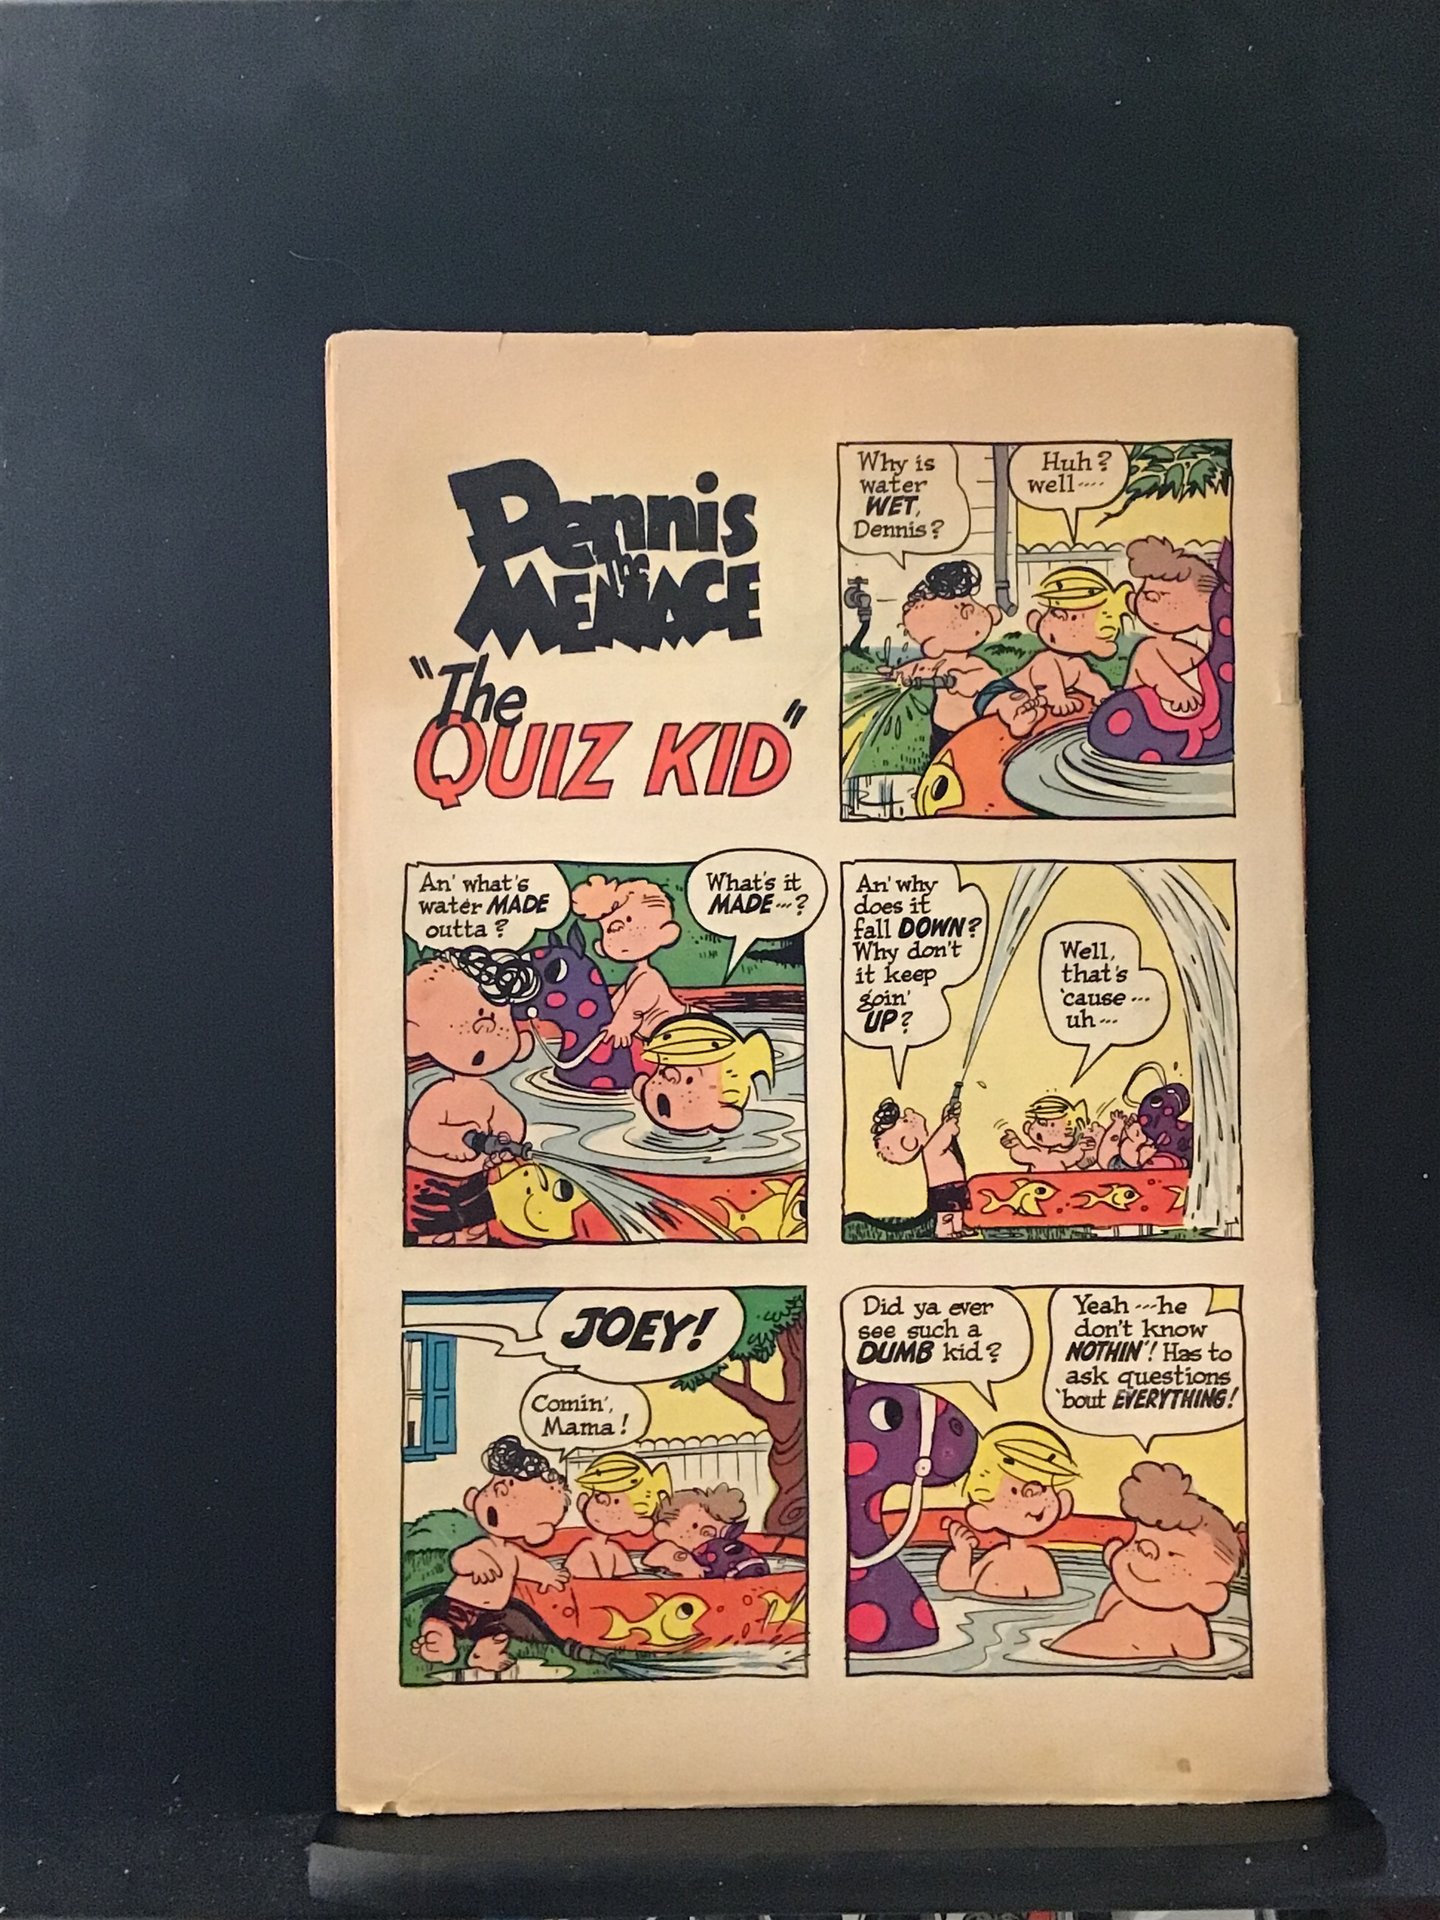 Dennis
the
MENACE
"The
QUIZ KID"
Why is
water
WET,
Dennis?
Huh?
well----
An' what's
water MADE
outta?
What's it
MADE---?
An' why
does it
fall DOWN?
Why don't
it keep
goin'
UP?
Well,
that's
'cause ---
uh---
JOEY!
Comin',
Mama!
Did ya ever
see such a
DUMB kid?
Yeah ---he
don't know
NOTHIN'! Has to
ask questions
'bout EVERYTHING!